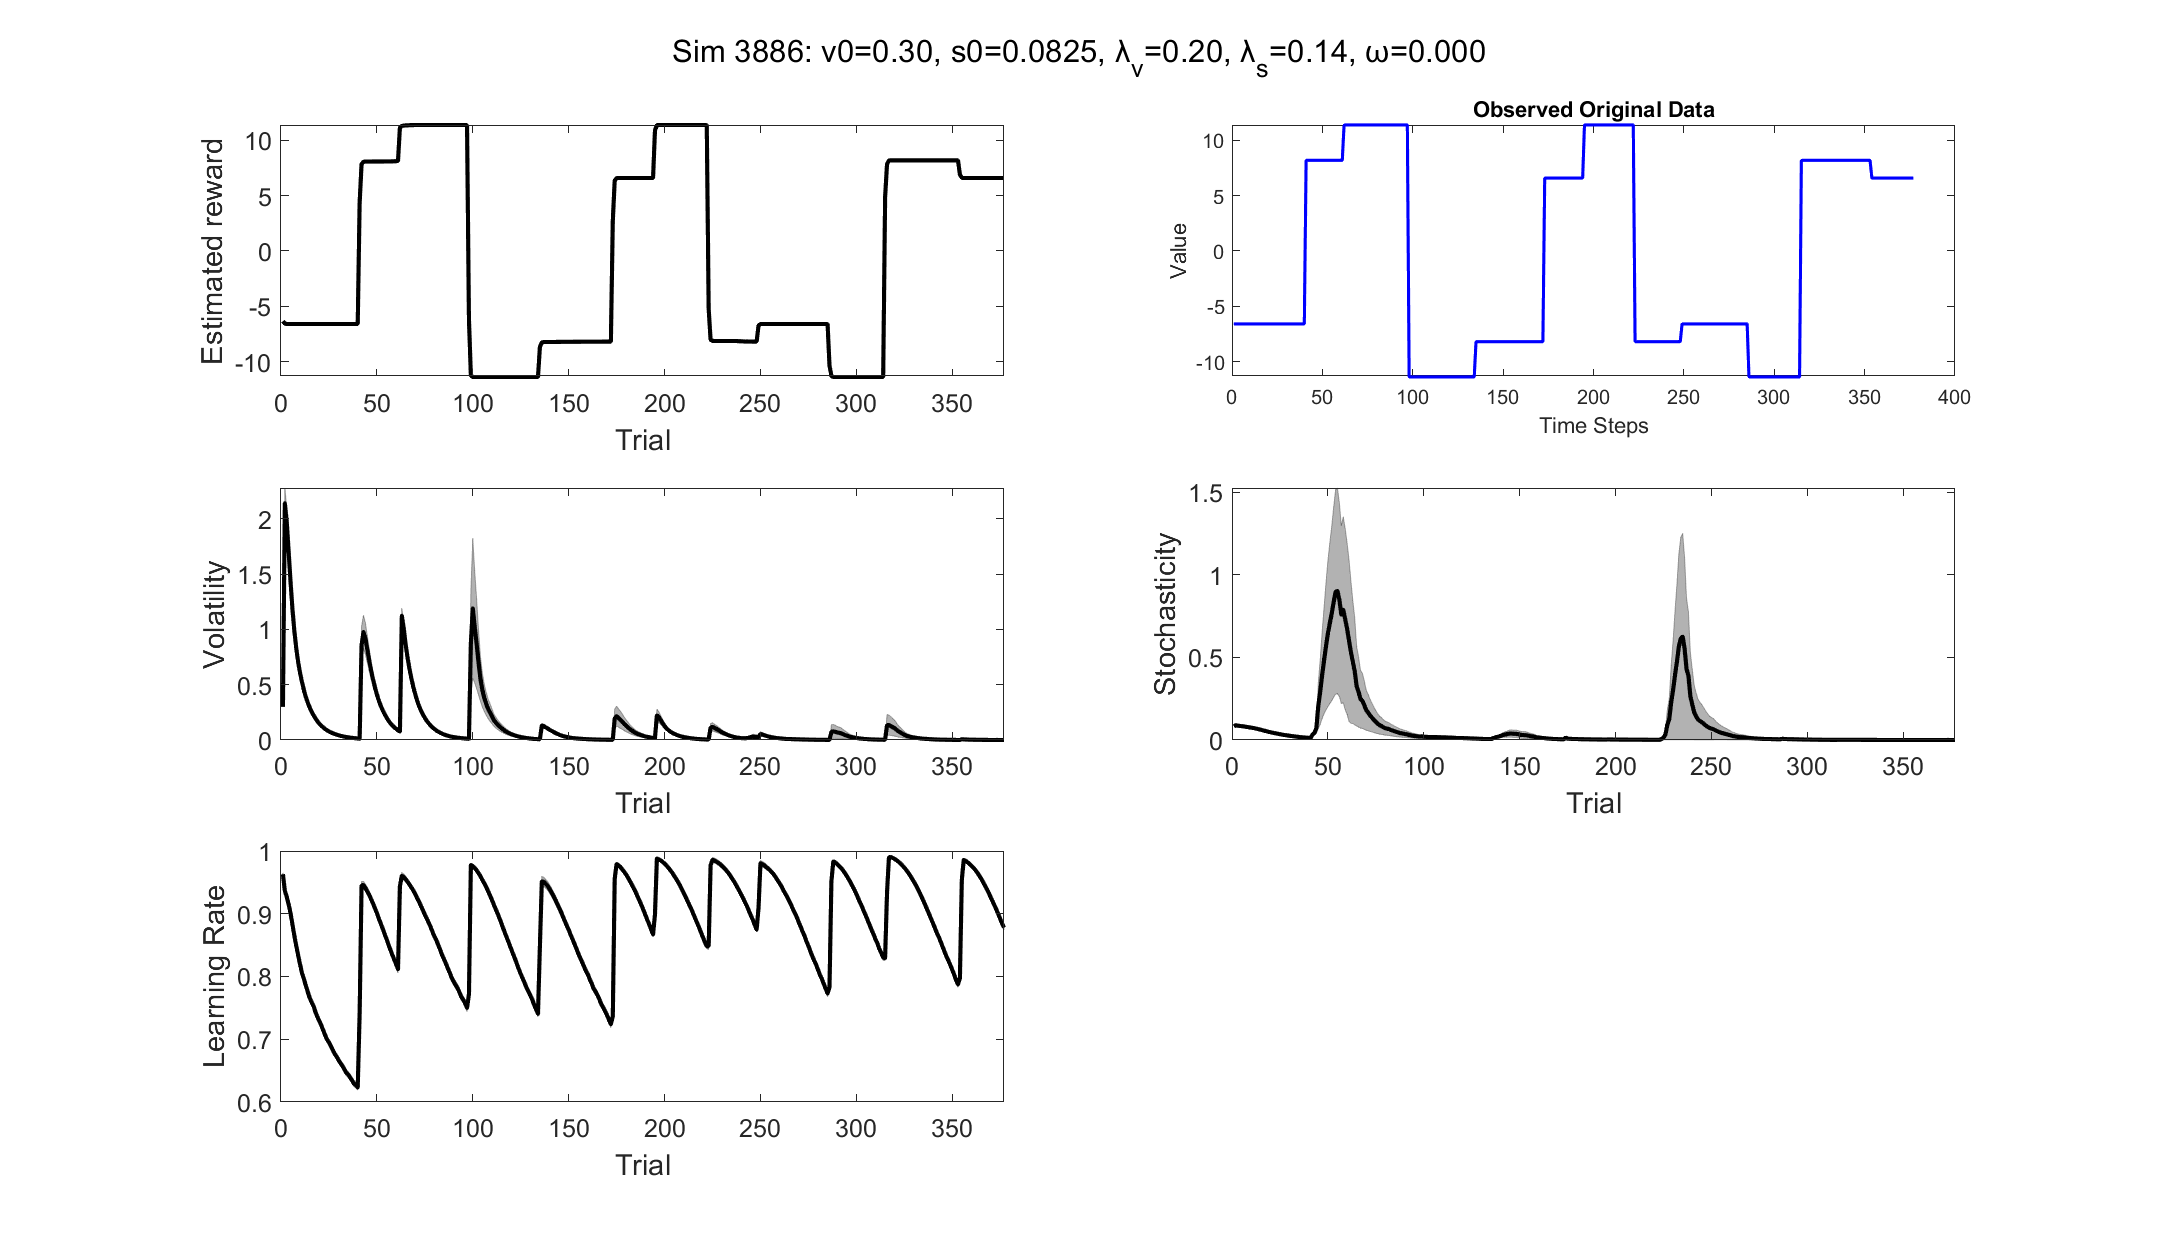 Sim 3886: v0=0.30, s0=0.0825, λv=0.20, λs=0.14, ω=0.000
Estimated reward
10
5
0
-5
-10
0 50 100 150 200 250 300 350
Trial
Observed Original Data
Value
10
5
0
-5
-10
0 50 100 150 200 250 300 350 400
Time Steps
Volatility
2
1.5
1
0.5
0
0 50 100 150 200 250 300 350
Trial
Stochasticity
1.5
1
0.5
0
0 50 100 150 200 250 300 350
Trial
Learning Rate
1
0.9
0.8
0.7
0.6
0 50 100 150 200 250 300 350
Trial